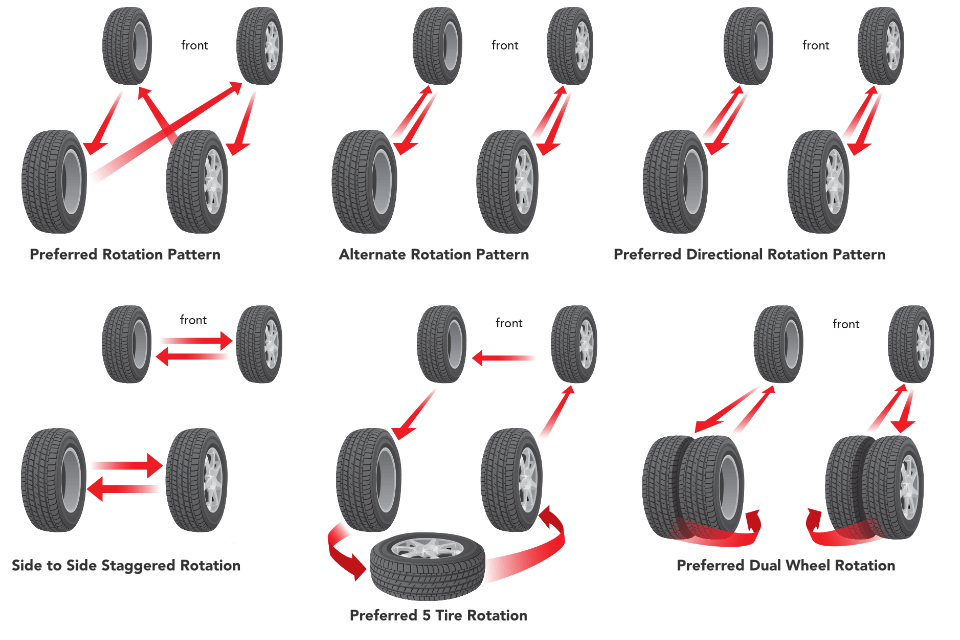 front
front
front
Preferred Rotation Pattern
Alternate Rotation Pattern
Preferred Directional Rotation Pattern
front
front
front
Side to Side Staggered Rotation
Preferred 5 Tire Rotation
Preferred Dual Wheel Rotation